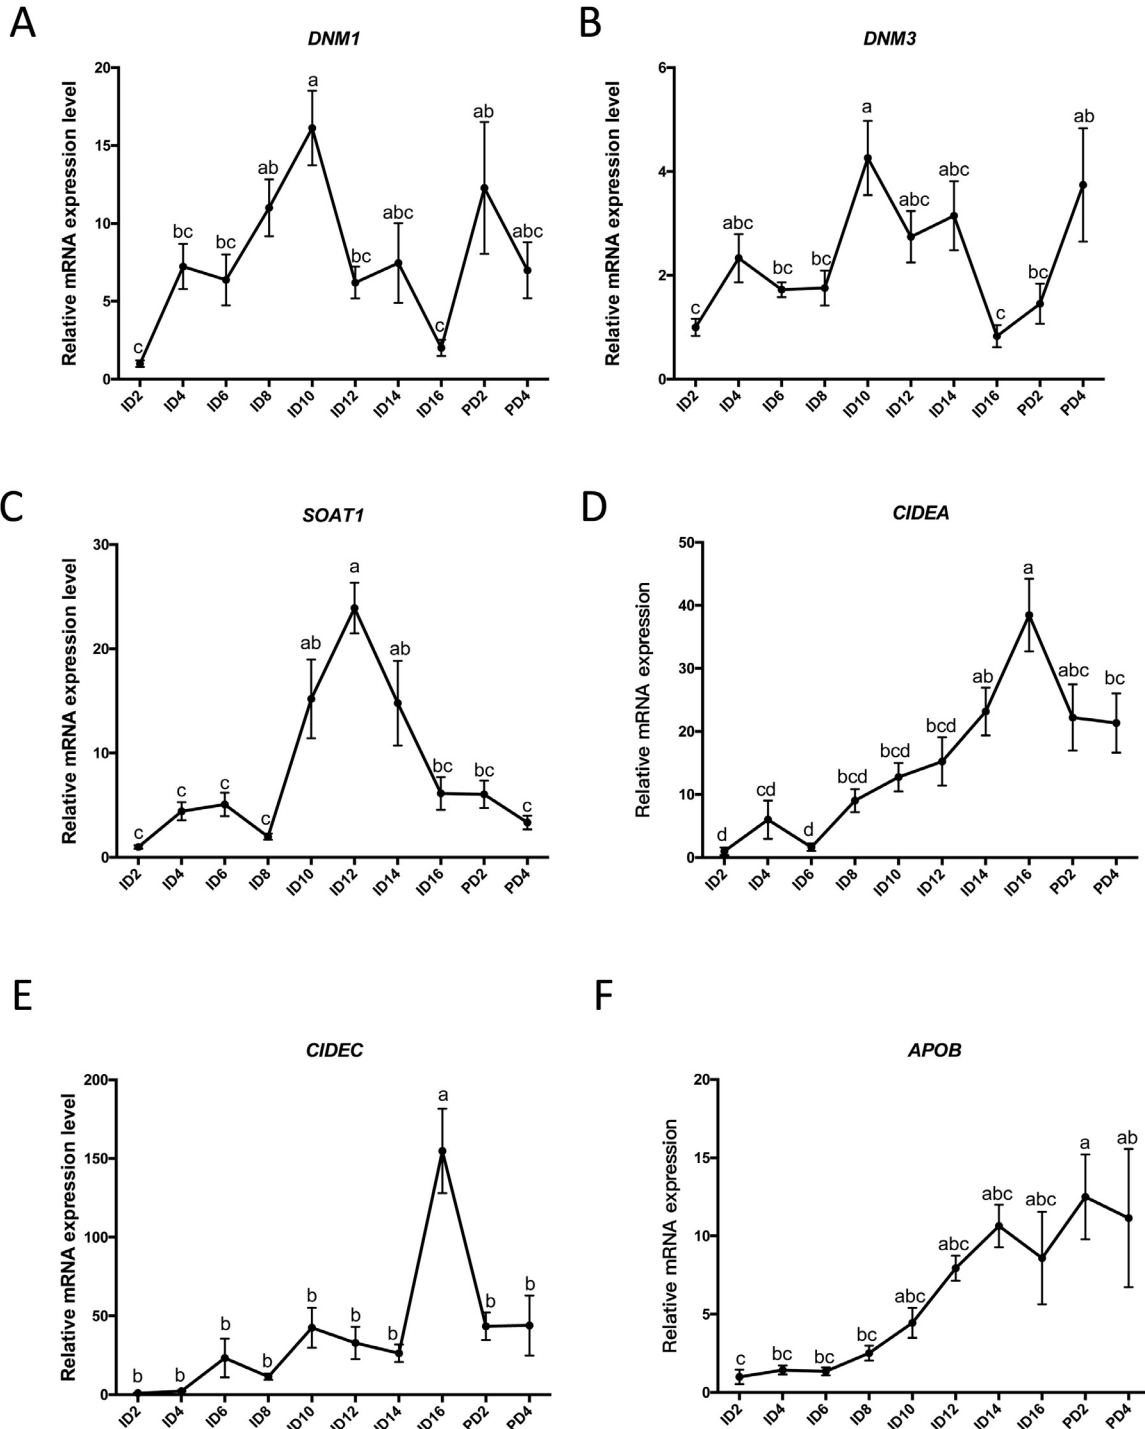 A
DNM1
Relative mRNA expression level
20
15
10
5
0
c
bc
bc
ab
a
bc
abc
c
ab
abc
ID2
ID4
ID6
ID8
ID10
ID12
ID14
ID16
PD2
PD4
B
DNM3
Relative mRNA expression level
6
4
2
0
c
abc
bc
bc
a
abc
abc
c
bc
ab
ID2
ID4
ID6
ID8
ID10
ID12
ID14
ID16
PD2
PD4
C
SOAT1
Relative mRNA expression level
30
20
10
0
c
c
c
c
ab
a
ab
bc
bc
c
ID2
ID4
ID6
ID8
ID10
ID12
ID14
ID16
PD2
PD4
D
CIDEA
Relative mRNA expression
50
40
30
20
10
0
d
cd
d
bcd
bcd
bcd
ab
a
abc
bc
ID2
ID4
ID6
ID8
ID10
ID12
ID14
ID16
PD2
PD4
E
CIDEC
Relative mRNA expression level
200
150
100
50
0
b
b
b
b
b
b
b
a
b
b
ID2
ID4
ID6
ID8
ID10
ID12
ID14
ID16
PD2
PD4
F
APOB
Relative mRNA expression
20
15
10
5
0
c
bc
bc
bc
abc
abc
abc
abc
a
ab
ID2
ID4
ID6
ID8
ID10
ID12
ID14
ID16
PD2
PD4